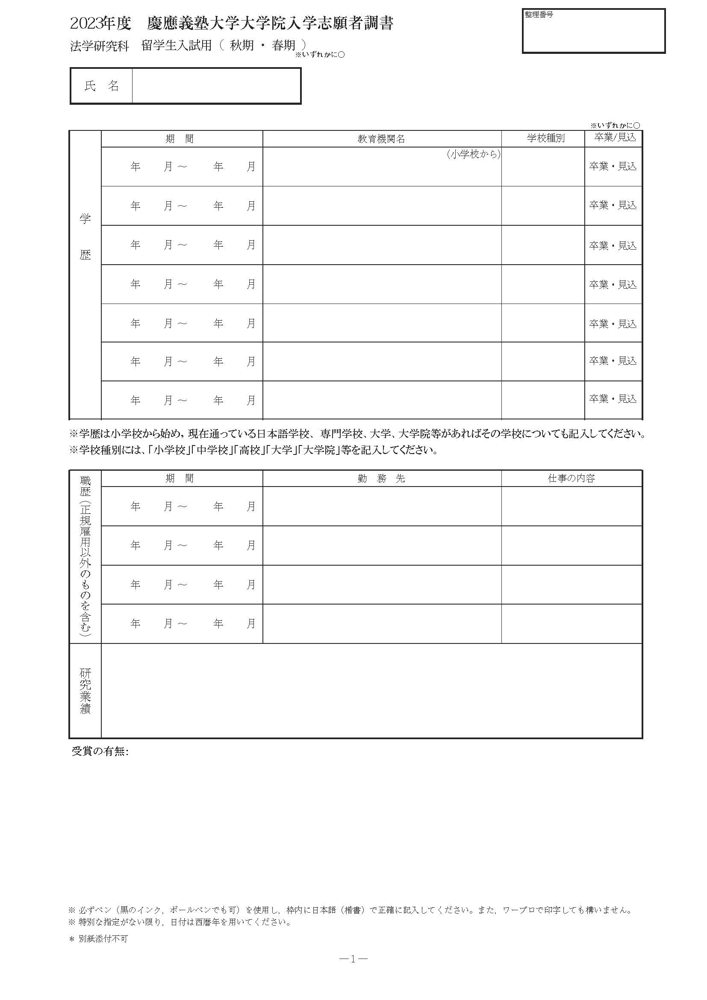 2023年度　慶應義塾大学大学院入学志願者調書
整理番号
法学研究科　留学生入試用（ 秋期 ・ 春期 ）
※いずれかに○
氏　名
※いずれかに○
学歴
期　間　教育機関名　学校種別　卒業/見込
（小学校から）
年　月～　年　月　卒業・見込
年　月～　年　月　卒業・見込
年　月～　年　月　卒業・見込
年　月～　年　月　卒業・見込
年　月～　年　月　卒業・見込
年　月～　年　月　卒業・見込
年　月～　年　月　卒業・見込
※学歴は小学校から始め，現在通っている日本語学校、専門学校、大学、大学院等があればその学校についても記入してください。
※学校種別には、「小学校」「中学校」「高校」「大学」「大学院」等を記入してください。
職歴（正規雇用以外のものを含む）
期　間　勤　務　先　仕事の内容
年　月～　年　月
年　月～　年　月
年　月～　年　月
年　月～　年　月
研究業績
受賞の有無：
※ 必ずペン（黒のインク，ボールペンでも可）を使用し，枠内に日本語（楷書）で正確に記入してください。また，ワープロで印字しても構いません。
※ 特別な指定がない限り，日付は西暦年を用いてください。
＊ 別紙添付不可
―1―